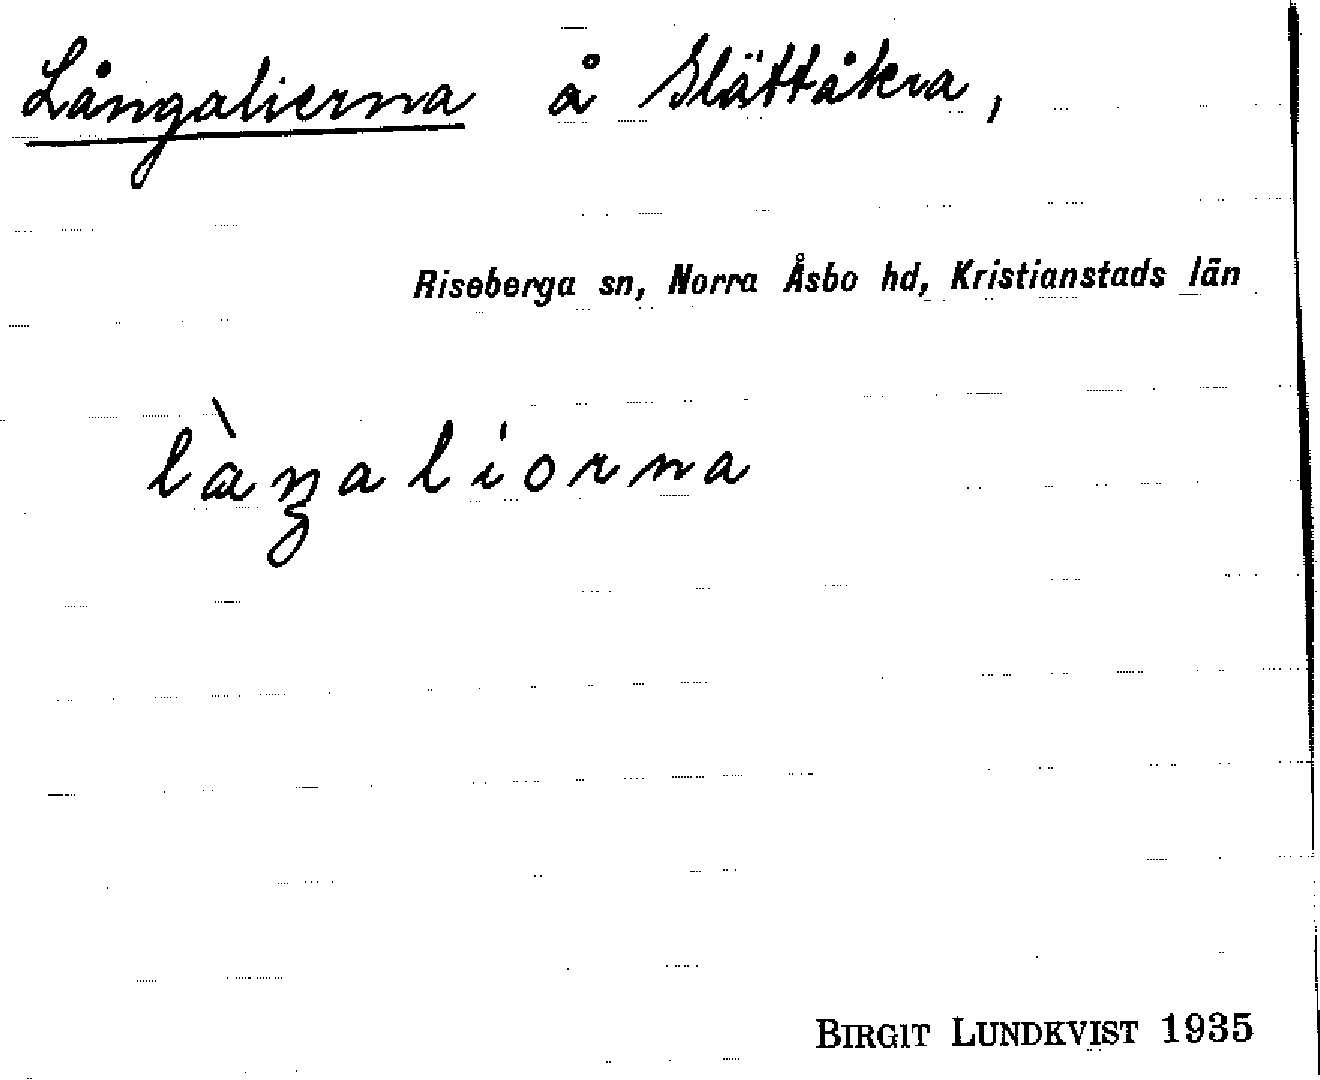 Långalierna å Slättåkra,
Riseberga sn, Norra Åsbo hd, Kristianstads län
làŋaliorna
BIRGIT LUNDKVIST 1935